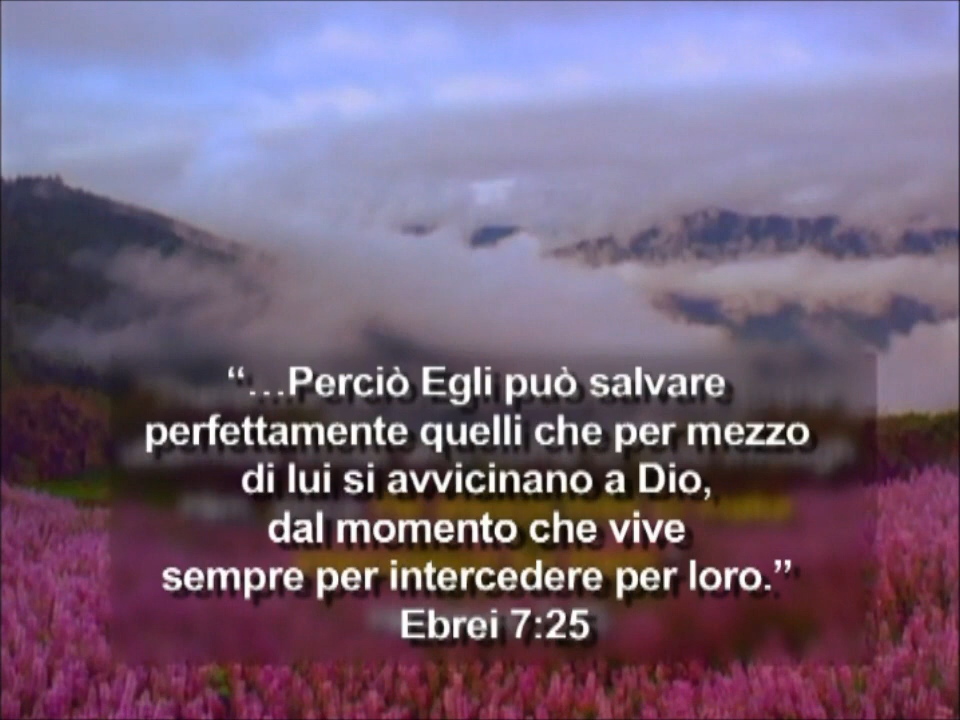 “…Perciò Egli può salvare
perfettamente quelli che per mezzo
di lui si avvicinano a Dio,
dal momento che vive
sempre per intercedere per loro.”
Ebrei 7:25